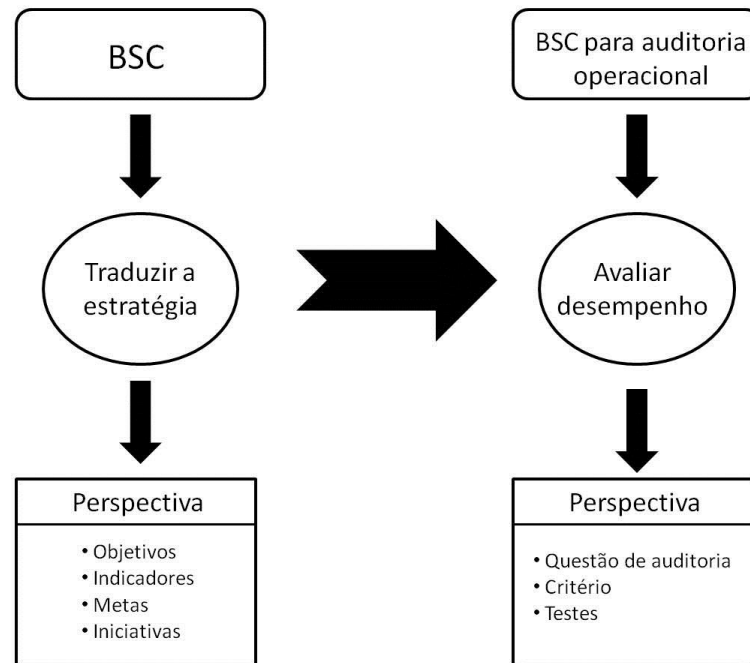 BSC
Traduzir a
estratégia
Perspectiva
• Objetivos
• Indicadores
• Metas
• Iniciativas
BSC para auditoria
operacional
Avaliar
desempenho
Perspectiva
• Questão de auditoria
• Critério
• Testes